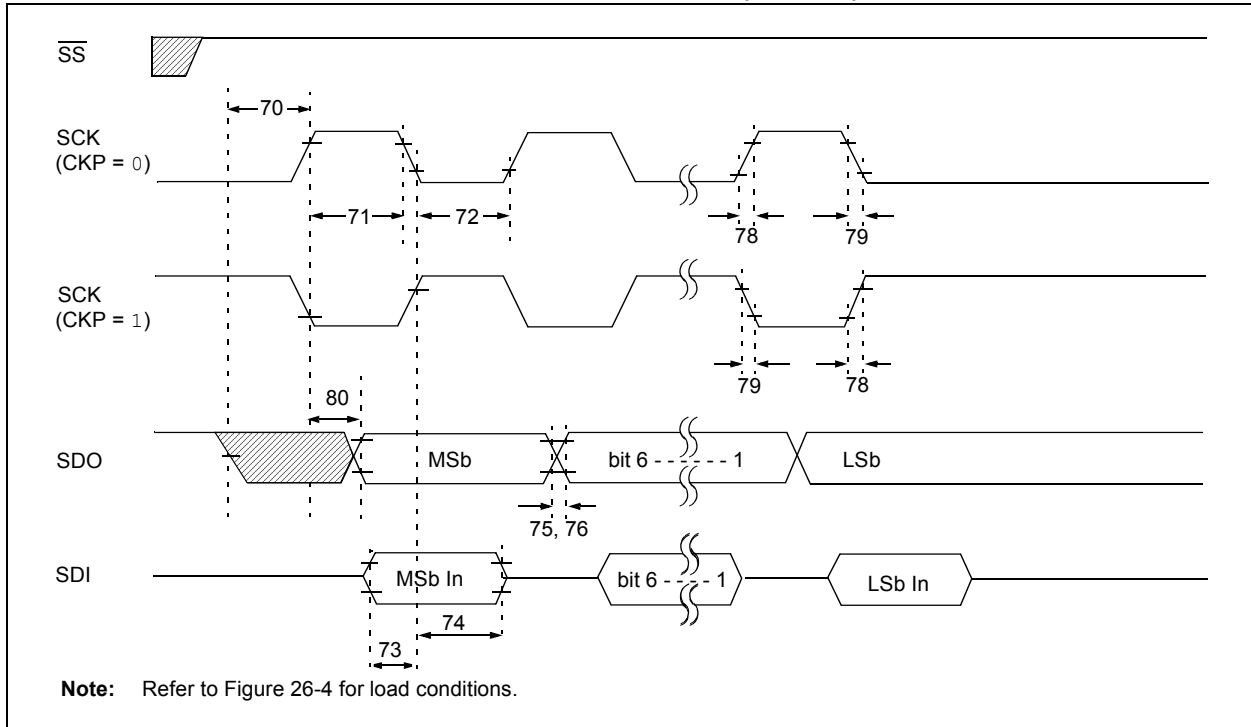 SS
70
SCK
(CKP = 0)
71
72
78
79
SCK
(CKP = 1)
79
78
80
SDO
MSb
bit 6 - - - - - - 1
LSb
75, 76
SDI
MSb In
bit 6 - - - - - 1
LSb In
74
73
Note: Refer to Figure 26-4 for load conditions.